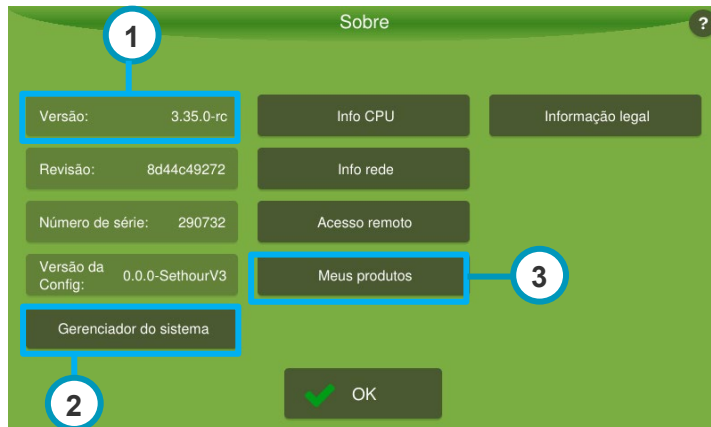 Sobre
?
1
Versão: 3.35.0-rc
Info CPU
Informação legal
Revisão: 8d44c49272
Info rede
Número de série: 290732
Acesso remoto
Versão da
Config: 0.0.0-SethourV3
Meus produtos
3
Gerenciador do sistema
2
OK